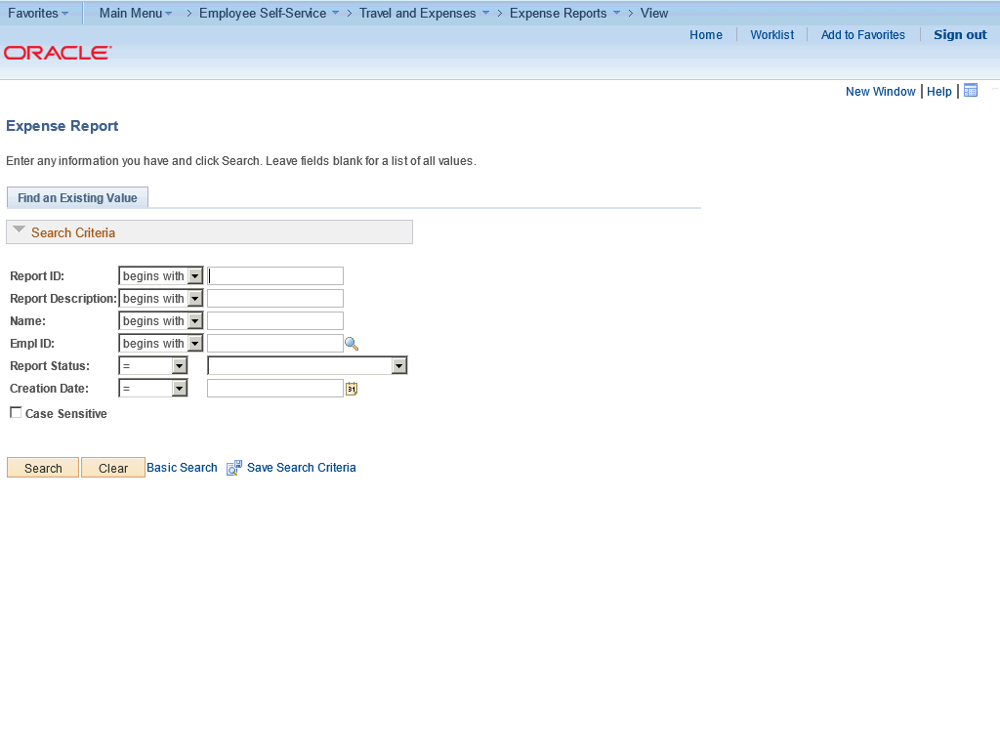 Favorites Main Menu > Employee Self-Service > Travel and Expenses > Expense Reports > View
Home Worklist Add to Favorites Sign out
ORACLE
New Window | Help |
Expense Report
Enter any information you have and click Search. Leave fields blank for a list of all values.
Find an Existing Value
Search Criteria
Report ID: begins with
Report Description: begins with
Name: begins with
Empl ID: begins with
Report Status: =
Creation Date: = 31
Case Sensitive
Search Clear Basic Search Save Search Criteria